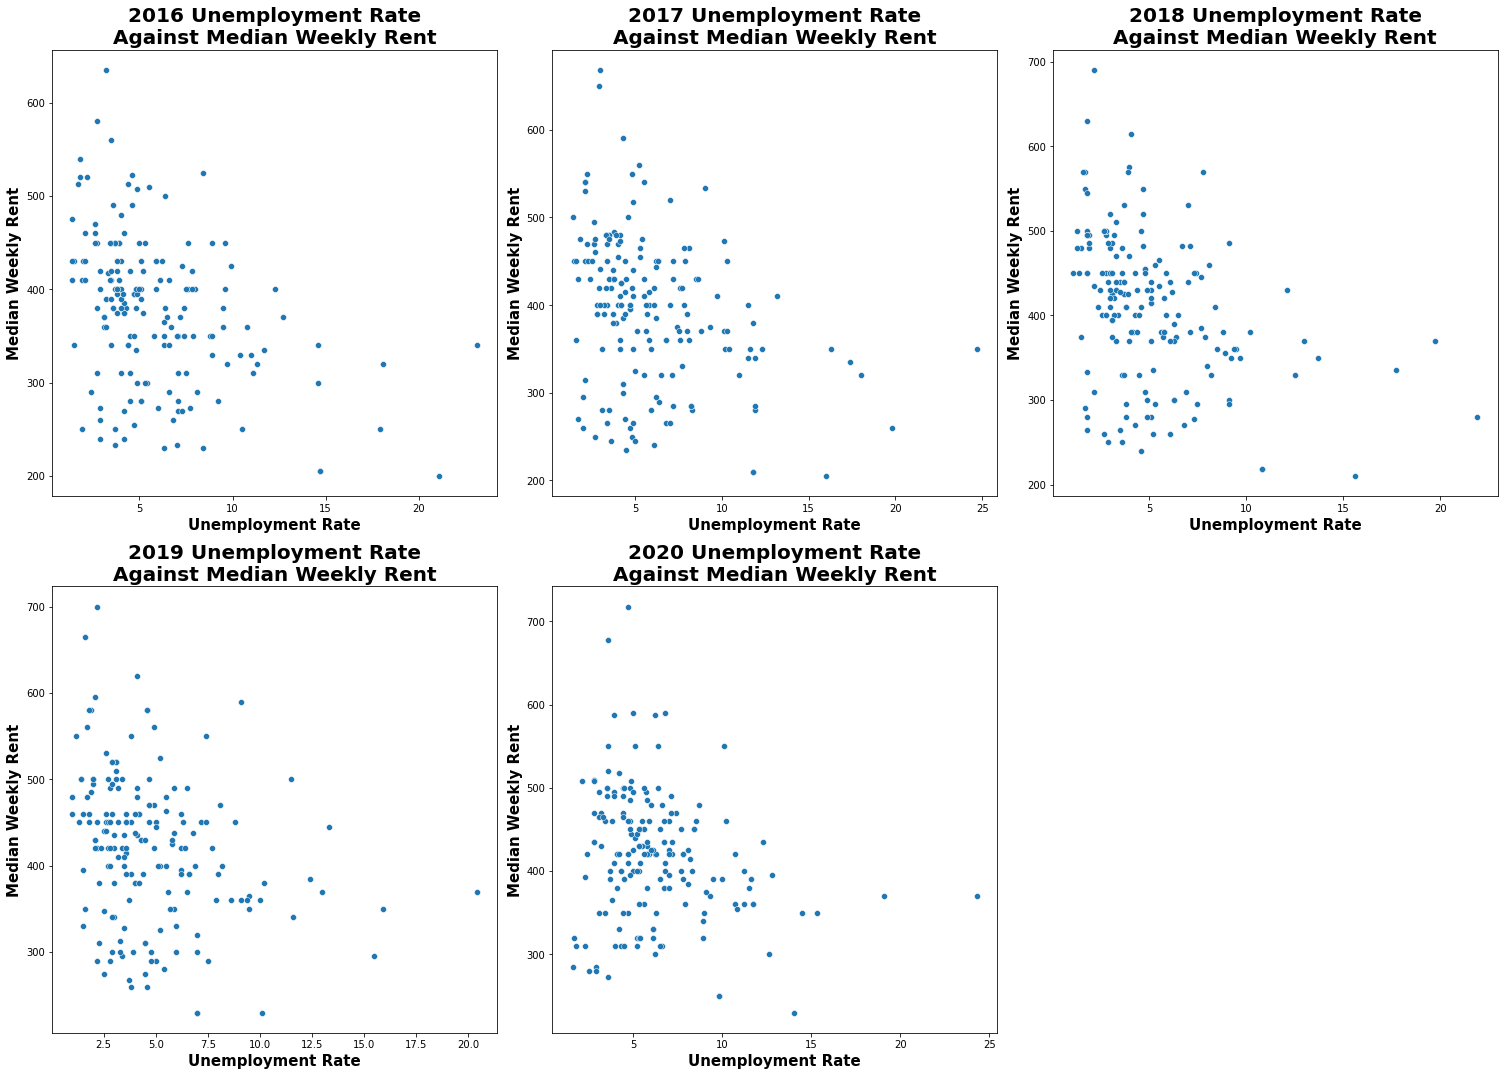 2016 Unemployment Rate
Against Median Weekly Rent
Median Weekly Rent
600
500
400
300
200
5
10
15
20
Unemployment Rate
2017 Unemployment Rate
Against Median Weekly Rent
Median Weekly Rent
600
500
400
300
200
5
10
15
20
25
Unemployment Rate
2018 Unemployment Rate
Against Median Weekly Rent
Median Weekly Rent
700
600
500
400
300
200
5
10
15
20
Unemployment Rate
2019 Unemployment Rate
Against Median Weekly Rent
Median Weekly Rent
700
600
500
400
300
2.5
5.0
7.5
10.0
12.5
15.0
17.5
20.0
Unemployment Rate
2020 Unemployment Rate
Against Median Weekly Rent
Median Weekly Rent
700
600
500
400
300
5
10
15
20
25
Unemployment Rate